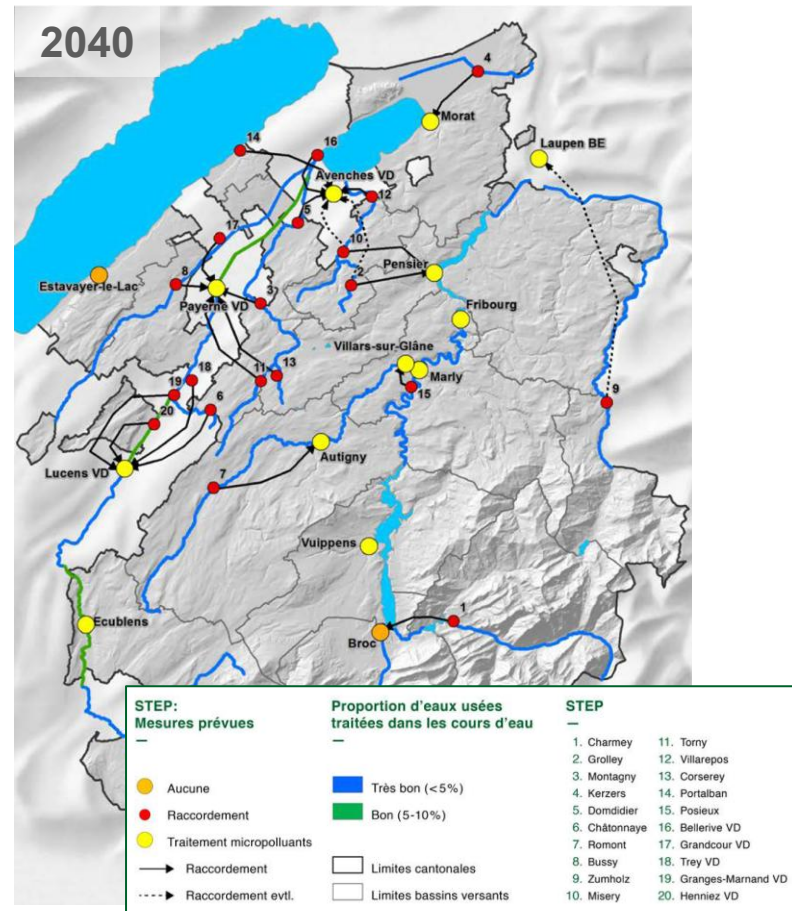 2040
4
Morat
14
16
Laupen BE
Avenches VD
12
5
17
10
8
2
Pensier
Estavayer-le-Lac
3
Payerne VD
Fribourg
Villars-sur-Glâne
18
13
Marly
19
11
15
9
20
6
Lucens VD
Autigny
7
Vuippens
Ecublens
1
Broc
STEP:
Mesures prévues
—
Aucune
Raccordement
Traitement micropolluants
Raccordement
Raccordement evtl.
Proportion d'eaux usées
traitées dans les cours d'eau
—
Très bon (<5%)
Bon (5-10%)
Limites cantonales
Limites bassins versants
STEP
—
1. Charmey
2. Grolley
3. Montagny
4. Kerzers
5. Domdidier
6. Châtonnaye
7. Romont
8. Bussy
9. Zumholz
10. Misery
11. Torny
12. Villarepos
13. Corserey
14. Portalban
15. Posieux
16. Bellerive VD
17. Grandcour VD
18. Trey VD
19. Granges-Marnand VD
20. Henniez VD